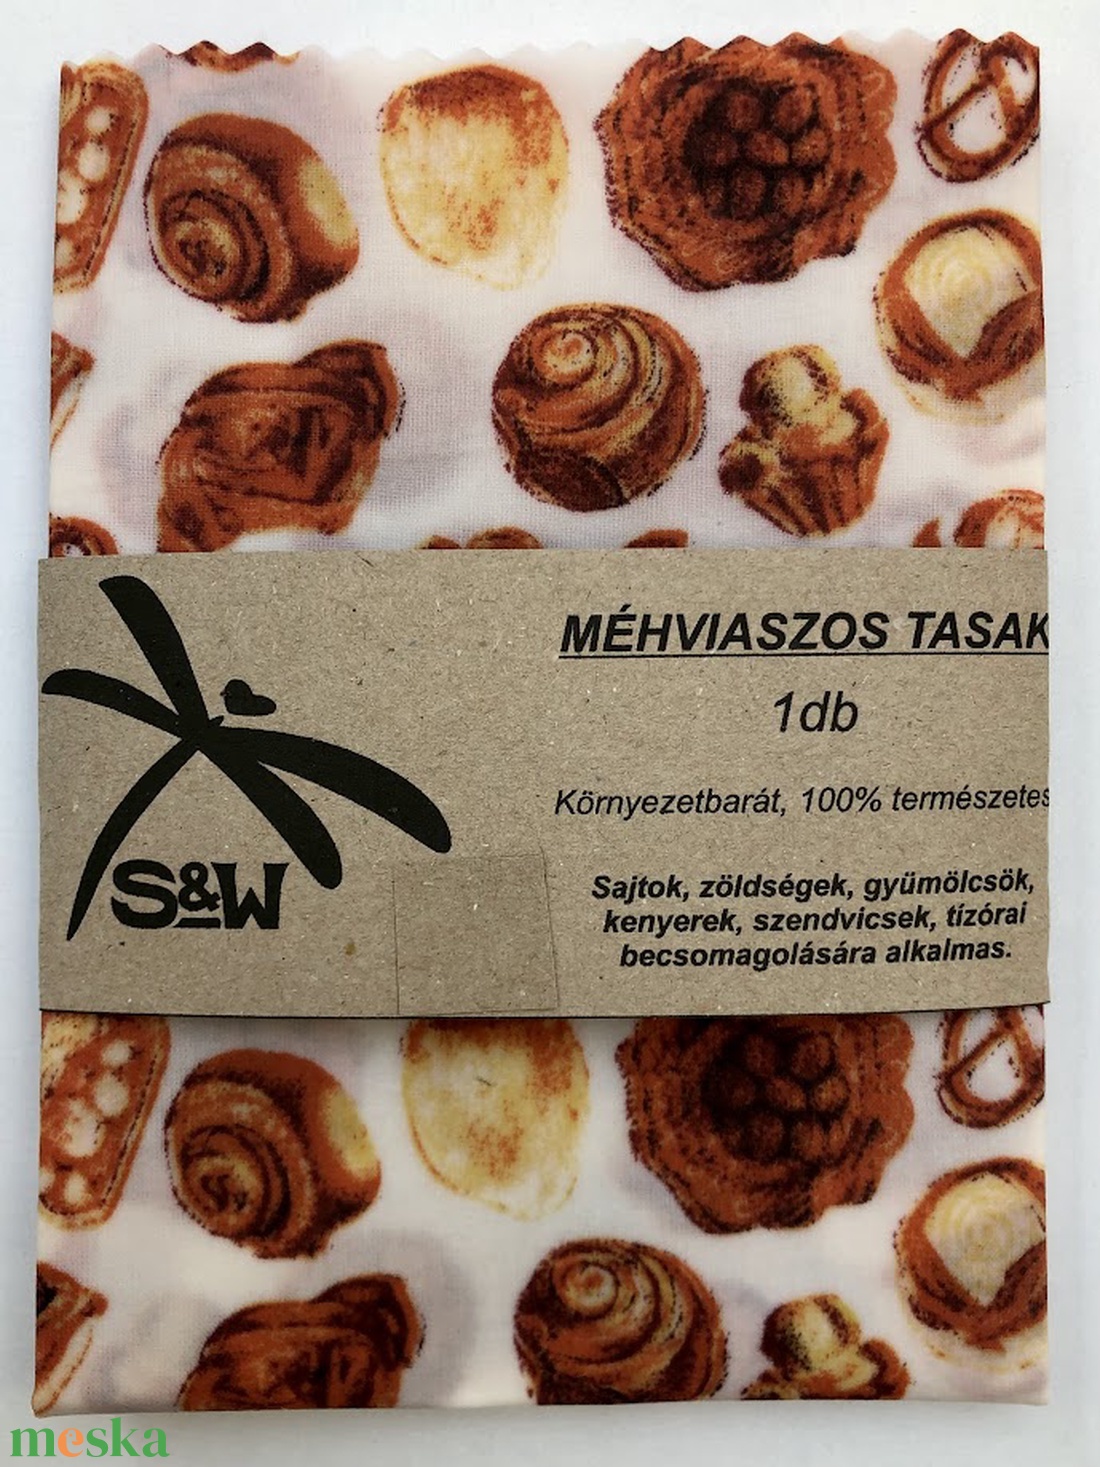 MÉHVIASZOS TASAK
1db
Környezetbarát, 100% természetes
Sajtok, zöldségek, gyümölcsök,
kenyerek, szendvicsek, tízórai
becsomagolására alkalmas.
S&W
meska